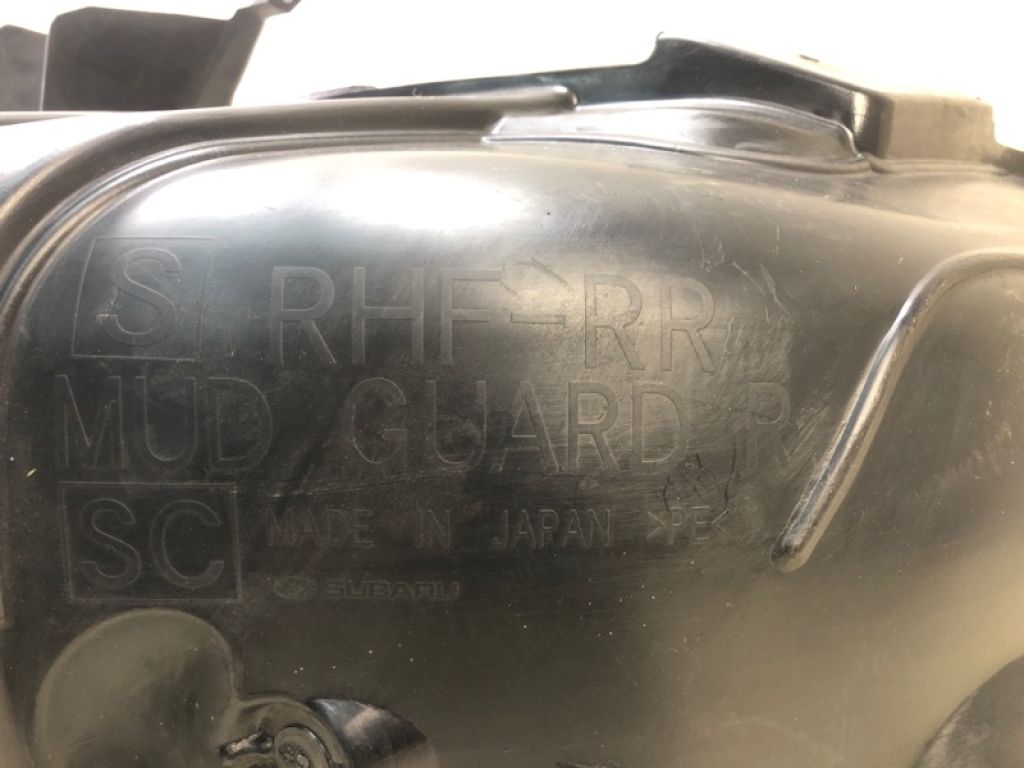 S RHF-RR
MUD GUARD R
SC MADE IN JAPAN >PE<
SUBARU